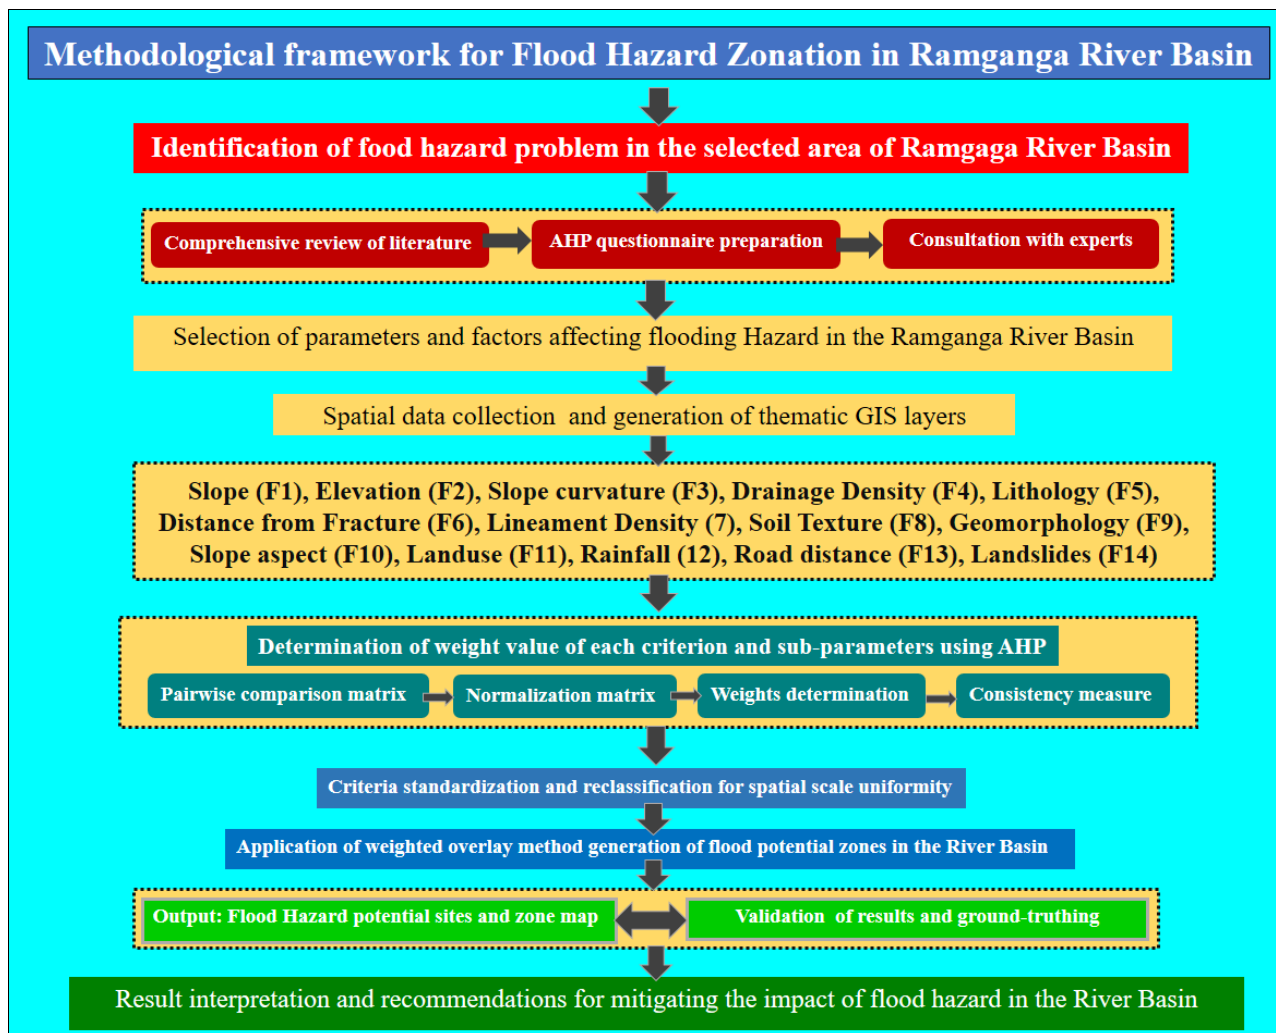 Methodological framework for Flood Hazard Zonation in Ramganga River Basin
Identification of food hazard problem in the selected area of Ramgaga River Basin
Comprehensive review of literature
AHP questionnaire preparation
Consultation with experts
Selection of parameters and factors affecting flooding Hazard in the Ramganga River Basin
Spatial data collection and generation of thematic GIS layers
Slope (F1), Elevation (F2), Slope curvature (F3), Drainage Density (F4), Lithology (F5),
Distance from Fracture (F6), Lineament Density (7), Soil Texture (F8), Geomorphology (F9),
Slope aspect (F10), Landuse (F11), Rainfall (12), Road distance (F13), Landslides (F14)
Determination of weight value of each criterion and sub-parameters using AHP
Pairwise comparison matrix
Normalization matrix
Weights determination
Consistency measure
Criteria standardization and reclassification for spatial scale uniformity
Application of weighted overlay method generation of flood potential zones in the River Basin
Output: Flood Hazard potential sites and zone map
Validation of results and ground-truthing
Result interpretation and recommendations for mitigating the impact of flood hazard in the River Basin